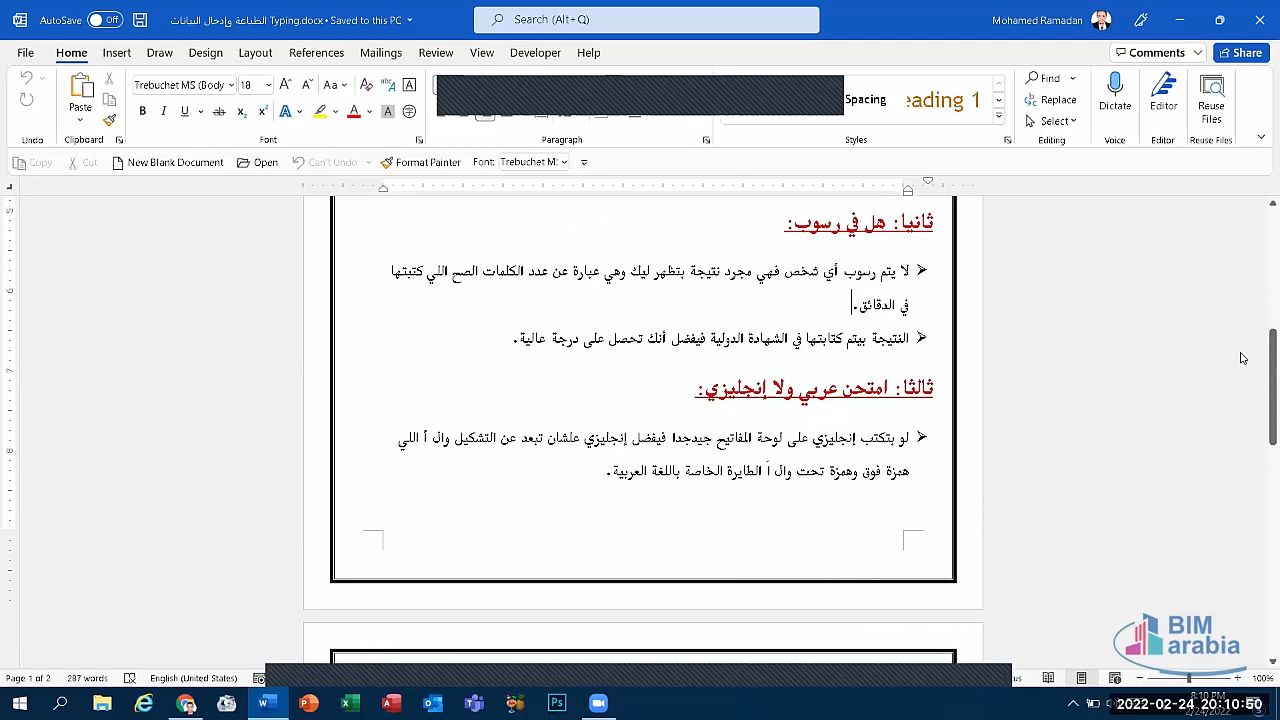 AutoSave Off امتحان الطباعة وإدخال البيانات Typing.docx • Saved to this PC
Search (Alt+Q)
Mohamed Ramadan
File Home Insert Draw Design Layout References Mailings Review View Developer Help
Comments Share
Trebuchet MS (Body 18
Paste
Spacing
eading 1
Find
Replace
Select
Dictate
Editor
Reuse Files
Clipboard Font Paragraph Styles Editing Voice Editor Reuse Files
Copy Cut New Blank Document Open Can't Undo Format Painter Font: Trebuchet M
ثانيا: هل في رسوب:
لا يتم رسوب أي شخص فهي مجرد نتيجة بتظهر ليك وهي عبارة عن عدد الكلمات الصح اللي كتبتها
في الدقائق.
النتيجة بيتم كتابتها في الشهادة الدولية فيفضل أنك تحصل على درجة عالية.
ثالثا: امتحن عربي ولا إنجليزي:
لو بتكتب إنجليزي على لوحة المفاتيح جيدجدا فيفضل إنجليزي علشان تبعد عن التشكيل وال أ اللي
همزة فوق وهمزة تحت وال آ الطايرة الخاصة باللغة العربية.
BIM
arabia
Page 1 of 2 287 words English (United States) 100%
2022-02-24 20:10:50